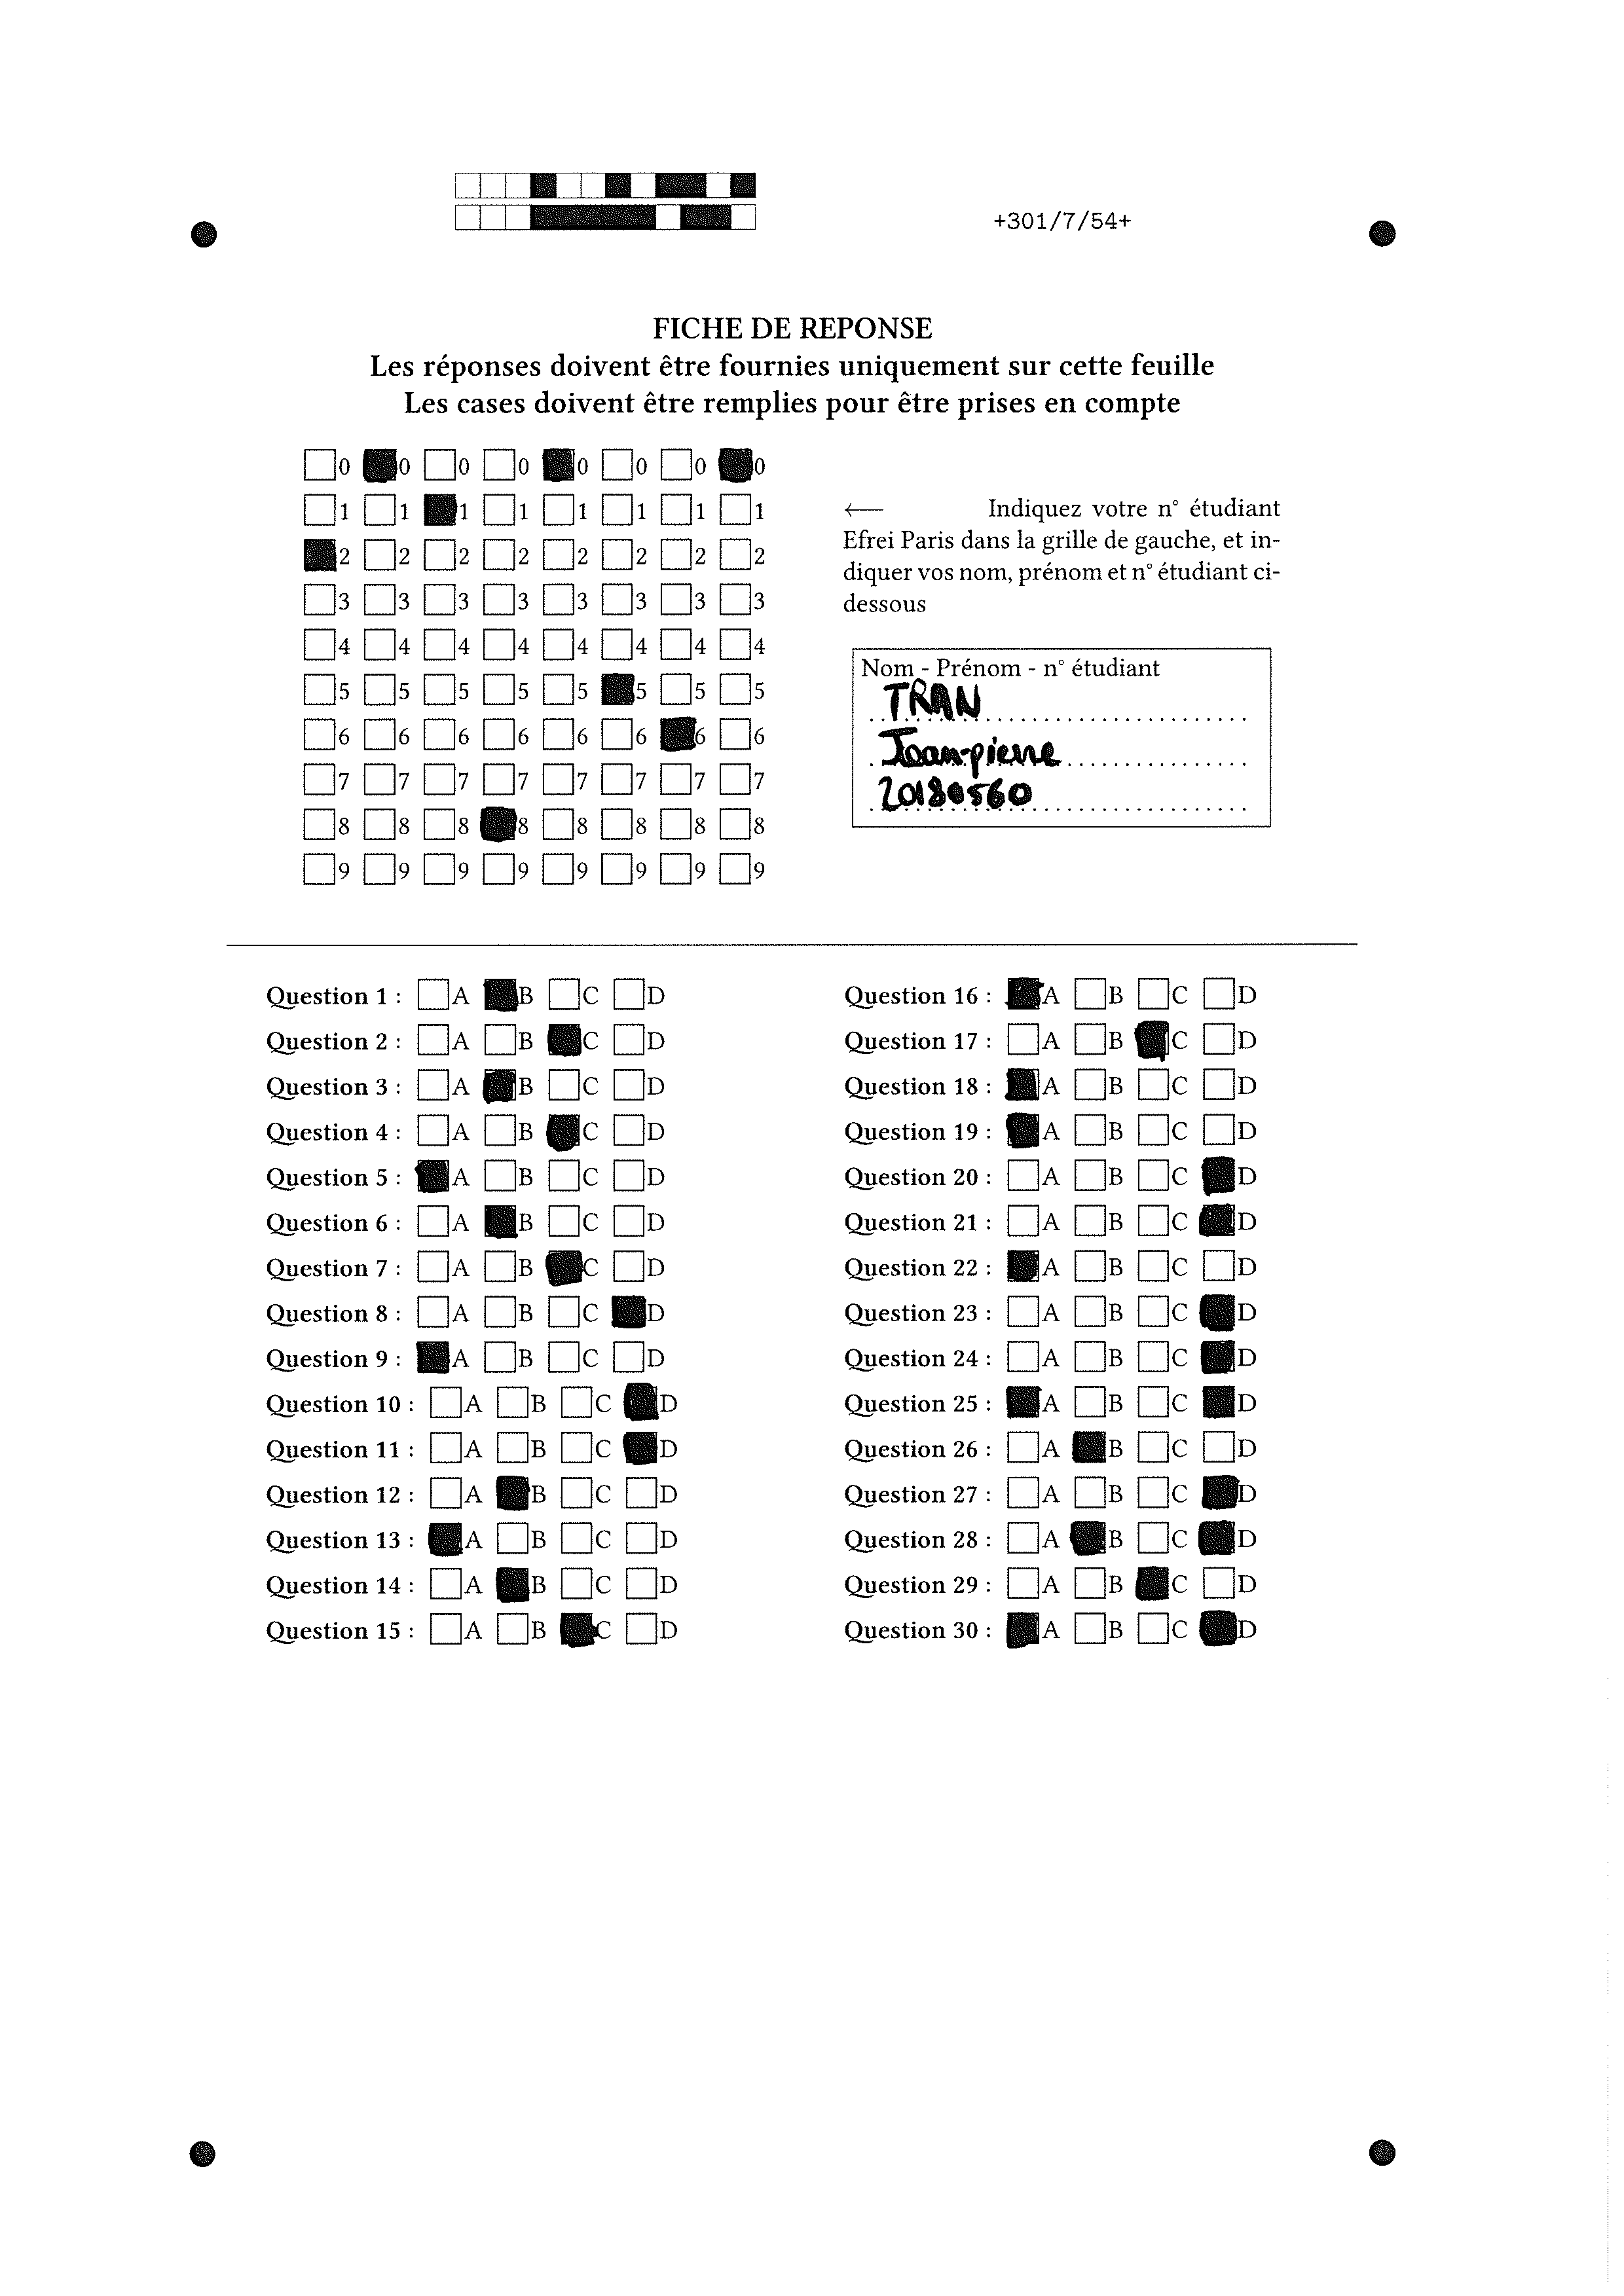 +301/7/54+
FICHE DE REPONSE
Les réponses doivent être fournies uniquement sur cette feuille
Les cases doivent être remplies pour être prises en compte
0 0 0 0 0 0 0 0
1 1 1 1 1 1 1 1
2 2 2 2 2 2 2 2
3 3 3 3 3 3 3 3
4 4 4 4 4 4 4 4
5 5 5 5 5 5 5 5
6 6 6 6 6 6 6 6
7 7 7 7 7 7 7 7
8 8 8 8 8 8 8 8
9 9 9 9 9 9 9 9
← Indiquez votre n° étudiant
Efrei Paris dans la grille de gauche, et in-
diquer vos nom, prénom et n° étudiant ci-
dessous
Nom - Prénom - n° étudiant
TRAN
Jean-pierre
20180560
Question 1 : A B C D
Question 2 : A B C D
Question 3 : A B C D
Question 4 : A B C D
Question 5 : A B C D
Question 6 : A B C D
Question 7 : A B C D
Question 8 : A B C D
Question 9 : A B C D
Question 10 : A B C D
Question 11 : A B C D
Question 12 : A B C D
Question 13 : A B C D
Question 14 : A B C D
Question 15 : A B C D
Question 16 : A B C D
Question 17 : A B C D
Question 18 : A B C D
Question 19 : A B C D
Question 20 : A B C D
Question 21 : A B C D
Question 22 : A B C D
Question 23 : A B C D
Question 24 : A B C D
Question 25 : A B C D
Question 26 : A B C D
Question 27 : A B C D
Question 28 : A B C D
Question 29 : A B C D
Question 30 : A B C D